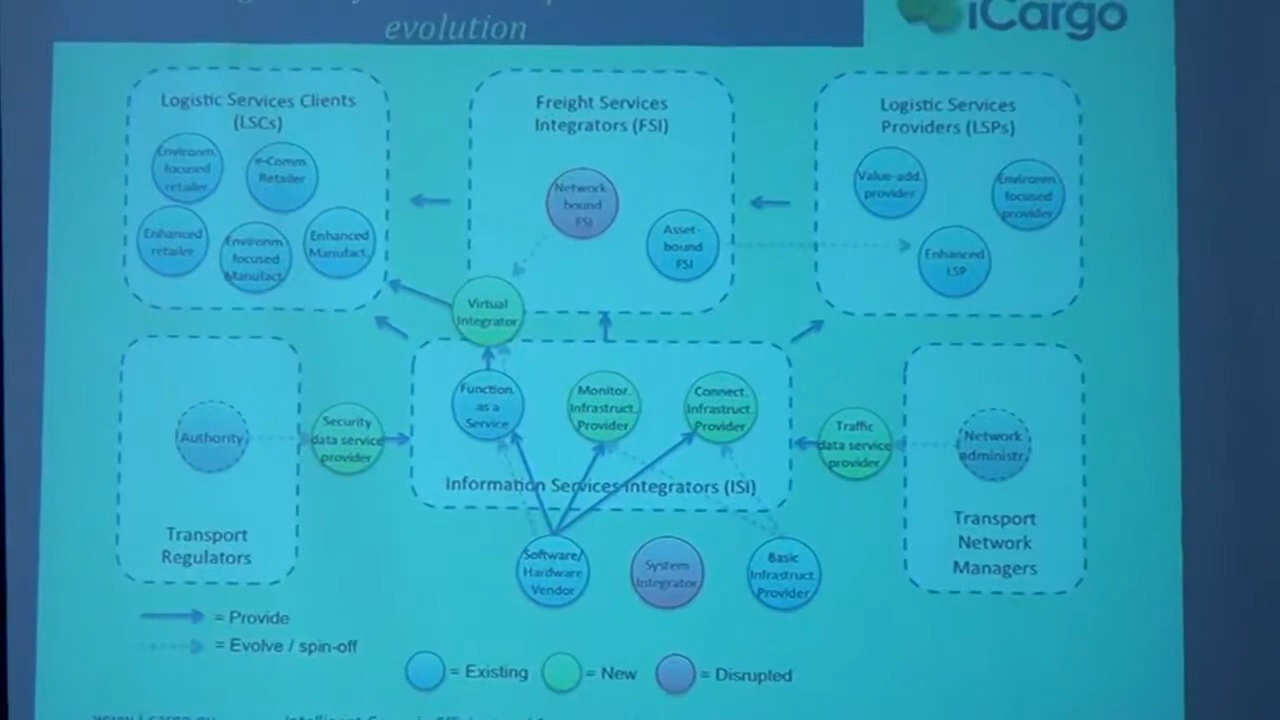 evolution
iCargo
Logistic Services Clients
(LSCs)
Environm.
focused
retailer
e-Comm
Retailer
Enhanced
retailer
Environm
focused
Manufact.
Enhanced
Manufact.
Freight Services
Integrators (FSI)
Network
bound
FSI
Asset-
bound
FSI
Logistic Services
Providers (LSPs)
Value-add.
provider
Environm.
focused
provider
Enhanced
LSP
Virtual
Integrator
Function.
as a
Service
Monitor.
Infrastruct.
Provider
Connect.
Infrastruct.
Provider
Information Services Integrators (ISI)
Authority
Transport
Regulators
Security
data service
provider
Traffic
data service
provider
Network
administr.
Transport
Network
Managers
Software/
Hardware
Vendor
System
Integrator
Basic
Infrastruct.
Provider
= Provide
= Evolve / spin-off
= Existing
= New
= Disrupted